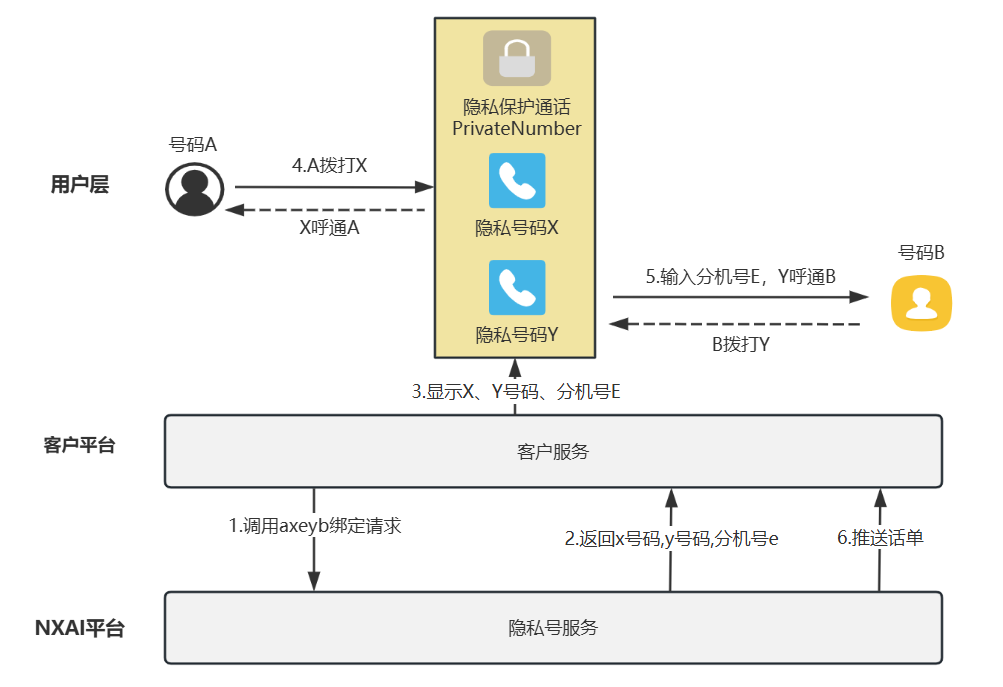 隐私保护通话
PrivateNumber
号码A
用户层
4.A拨打X
X呼通A
隐私号码X
号码B
5.输入分机号E，Y呼通B
隐私号码Y
B拨打Y
3.显示X、Y号码、分机号E
客户平台
客户服务
1.调用axeyb绑定请求
2.返回x号码,y号码,分机号e
6.推送话单
NXAI平台
隐私号服务